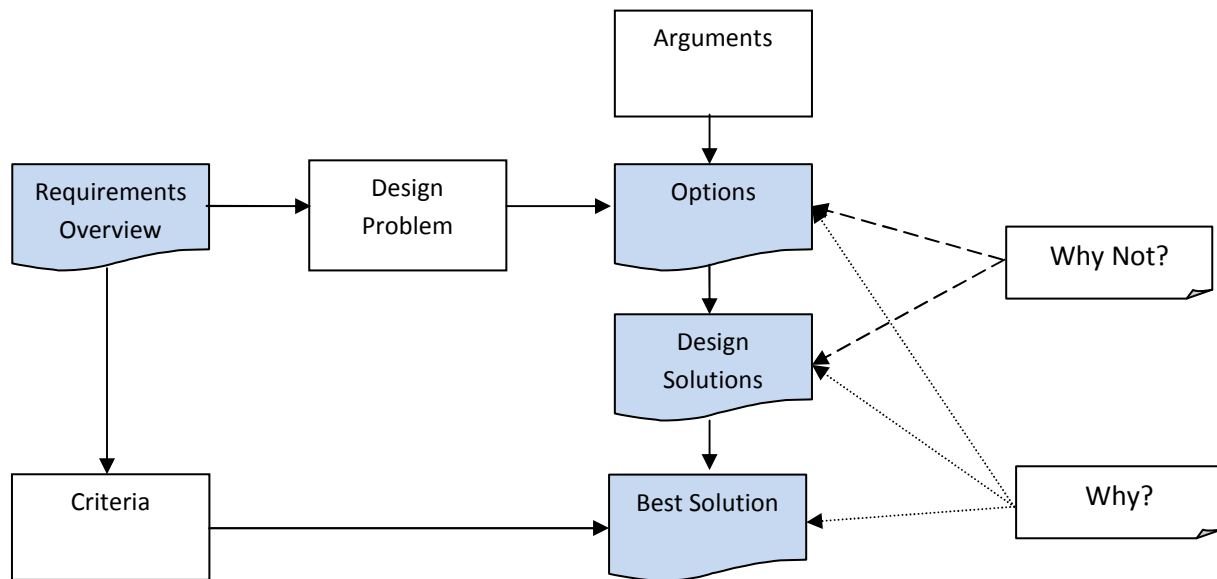 Arguments
Requirements
Overview
Design
Problem
Options
Why Not?
Design
Solutions
Criteria
Best Solution
Why?